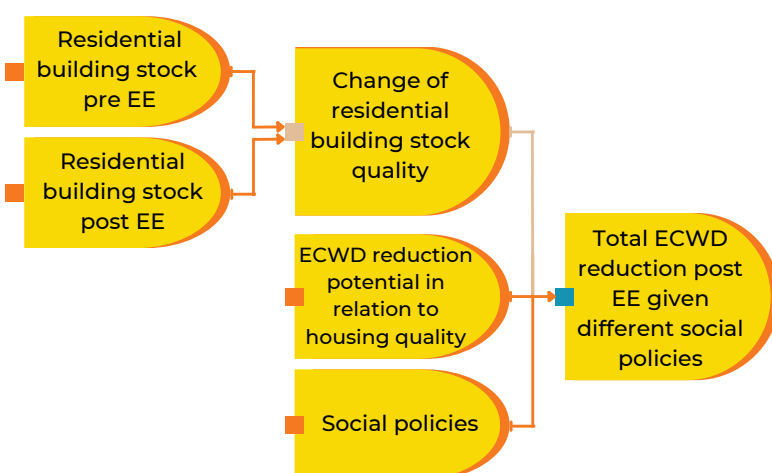 Residential
building stock
pre EE
Residential
building stock
post EE
Change of
residential
building stock
quality
ECWD reduction
potential in
relation to
housing quality
Social policies
Total ECWD
reduction post
EE given
different social
policies